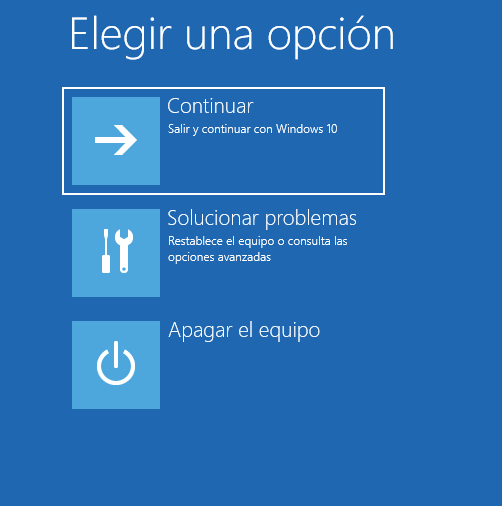 Elegir una opción
Continuar
Salir y continuar con Windows 10
Solucionar problemas
Restablece el equipo o consulta las
opciones avanzadas
Apagar el equipo